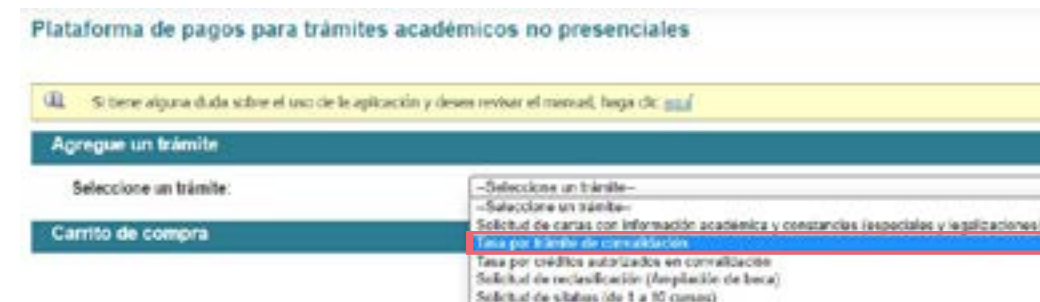 Plataforma de pagos para trámites académicos no presenciales
Si tiene alguna duda sobre el uso de la aplicación y desea revisar el manual, haga clic aquí
Agregue un trámite
Seleccione un trámite:
--Seleccione un trámite--
--Seleccione un trámite--
Solicitud de cartas con información académica y constancias (especiales y legalizaciones)
Carrito de compra
Tasa por trámite de convalidación
Tasa por créditos autorizados en convalidación
Solicitud de reclasificación (Ampliación de beca)
Solicitud de sílabos (de 1 a 10 cursos)